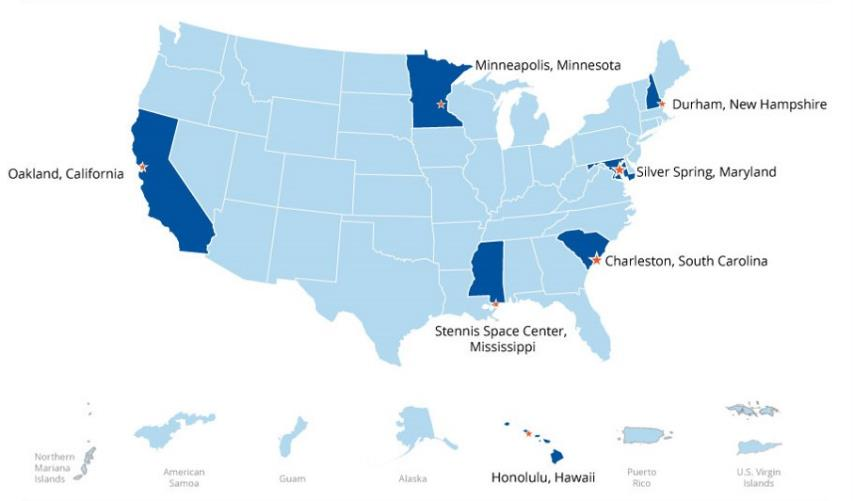 Minneapolis, Minnesota
Durham, New Hampshire
Oakland, California
Silver Spring, Maryland
Charleston, South Carolina
Stennis Space Center,
Mississippi
Northern
Mariana
Islands
American
Samoa
Guam
Alaska
Honolulu, Hawaii
Puerto
Rico
U.S. Virgin
Islands